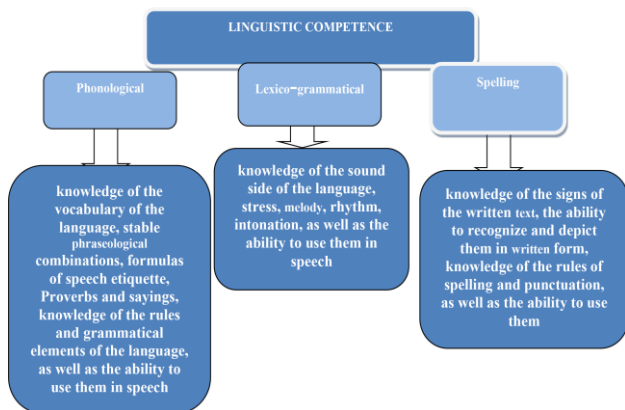 LINGUISTIC COMPETENCE
Phonological
Lexico-grammatical
Spelling
knowledge of the
vocabulary of the
language, stable
phraseological
combinations, formulas
of speech etiquette,
Proverbs and sayings,
knowledge of the rules
and grammatical
elements of the language,
as well as the ability to
use them in speech
knowledge of the sound
side of the language,
stress, melody, rhythm,
intonation, as well as the
ability to use them in
speech
knowledge of the signs of
the written text, the ability
to recognize and depict
them in written form,
knowledge of the rules of
spelling and punctuation,
as well as the ability to use
them